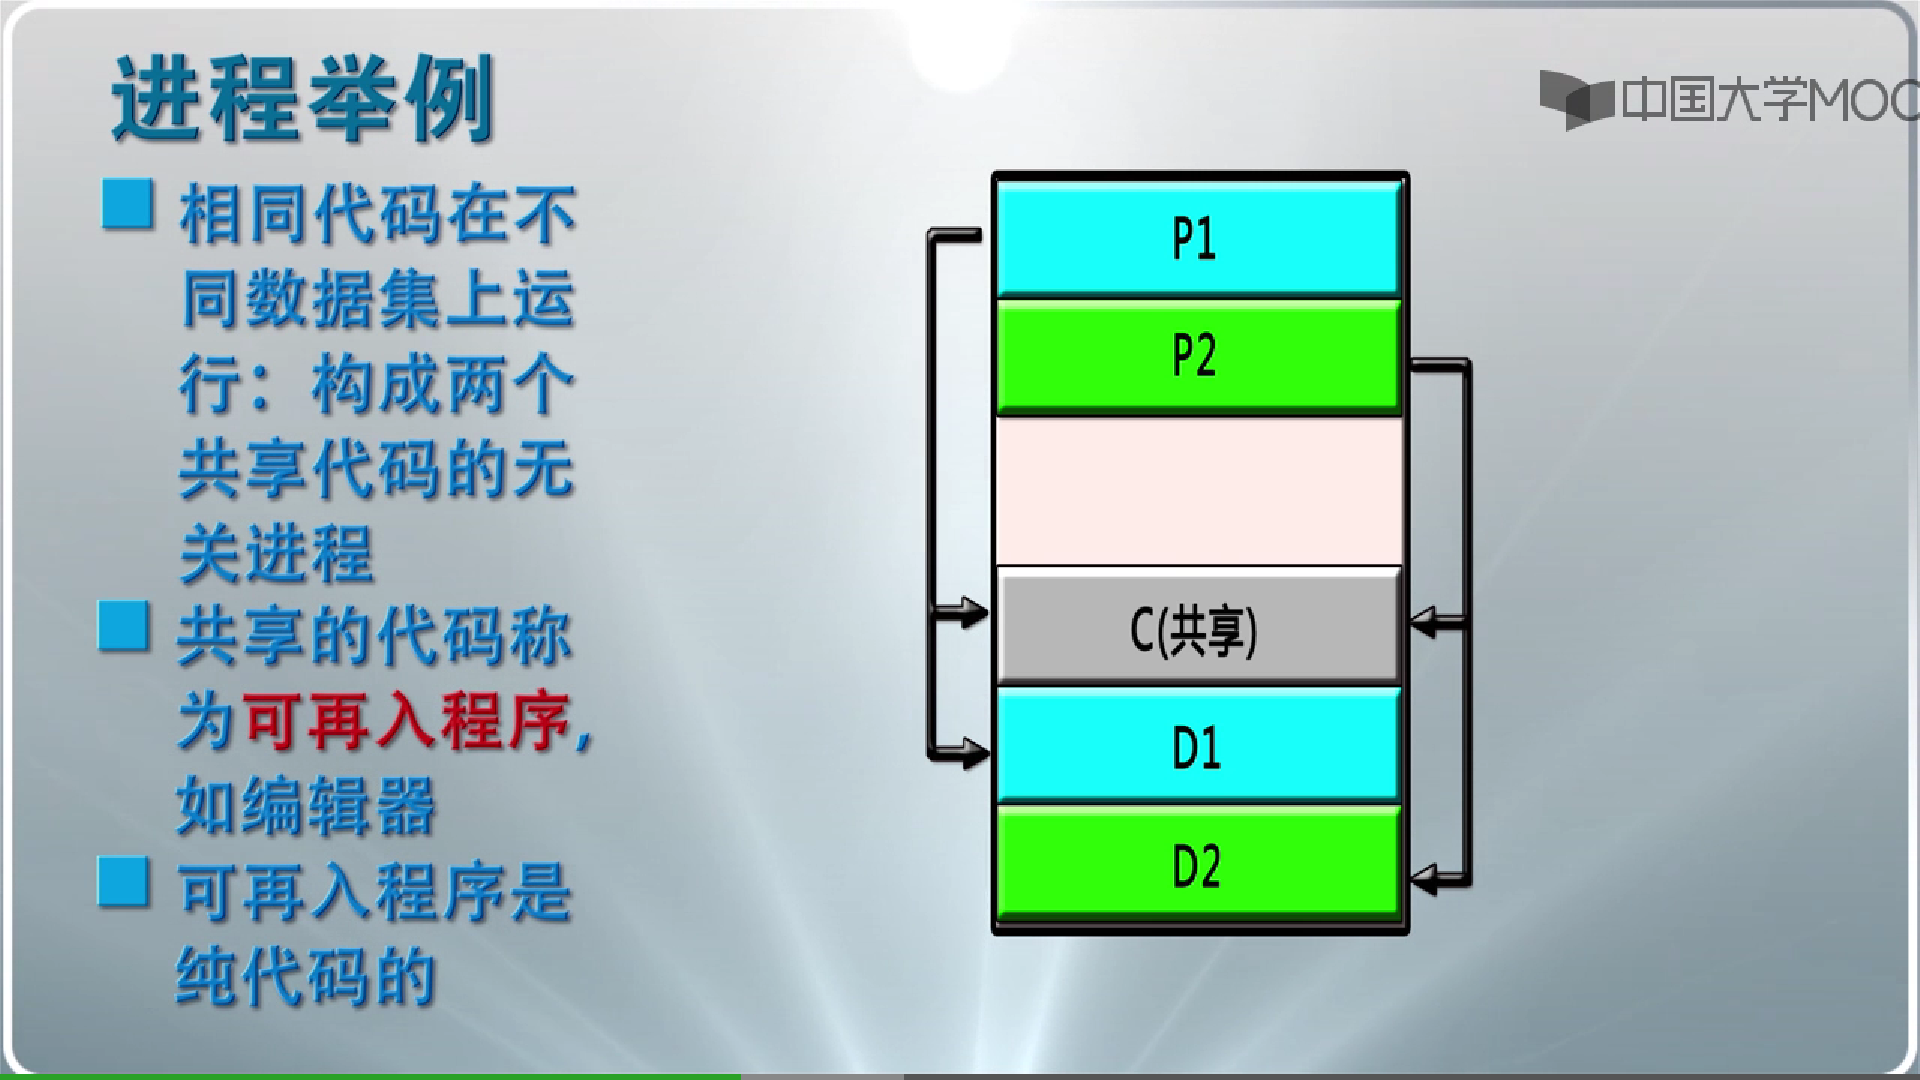 进程举例
中国大学MOO
相同代码在不
同数据集上运
行：构成两个
共享代码的无
关进程
共享的代码称
为可再入程序,
如编辑器
可再入程序是
纯代码的
P1
P2
C(共享)
D1
D2